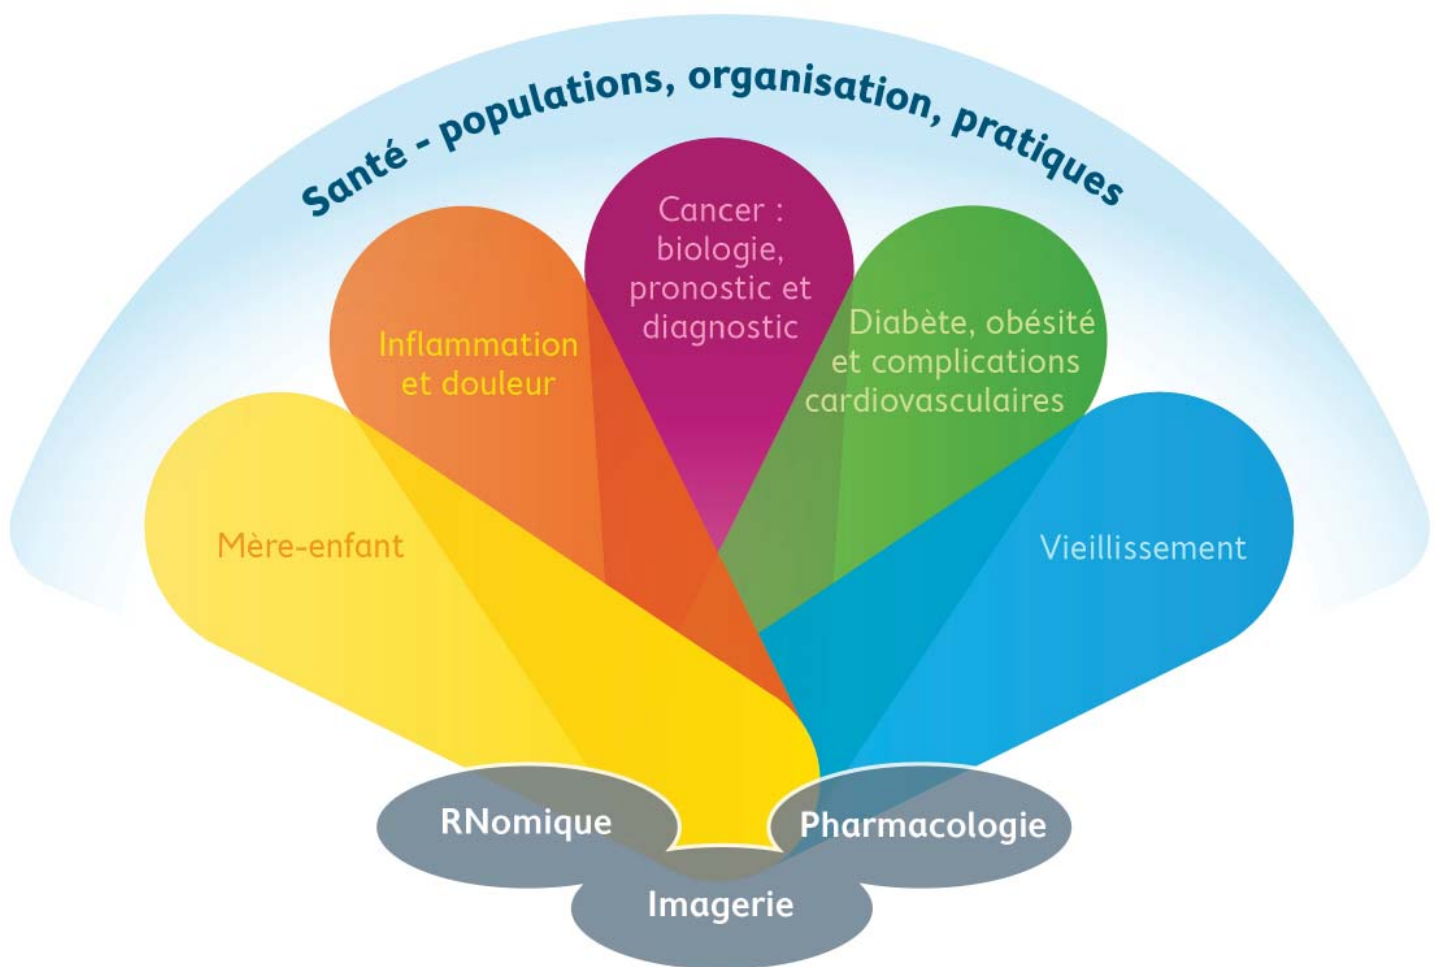 Santé - populations, organisation, pratiques
Cancer :
biologie,
pronostic et
diagnostic
Inflammation
et douleur
Diabète, obésité
et complications
cardiovasculaires
Mère-enfant
Vieillissement
RNomique
Pharmacologie
Imagerie